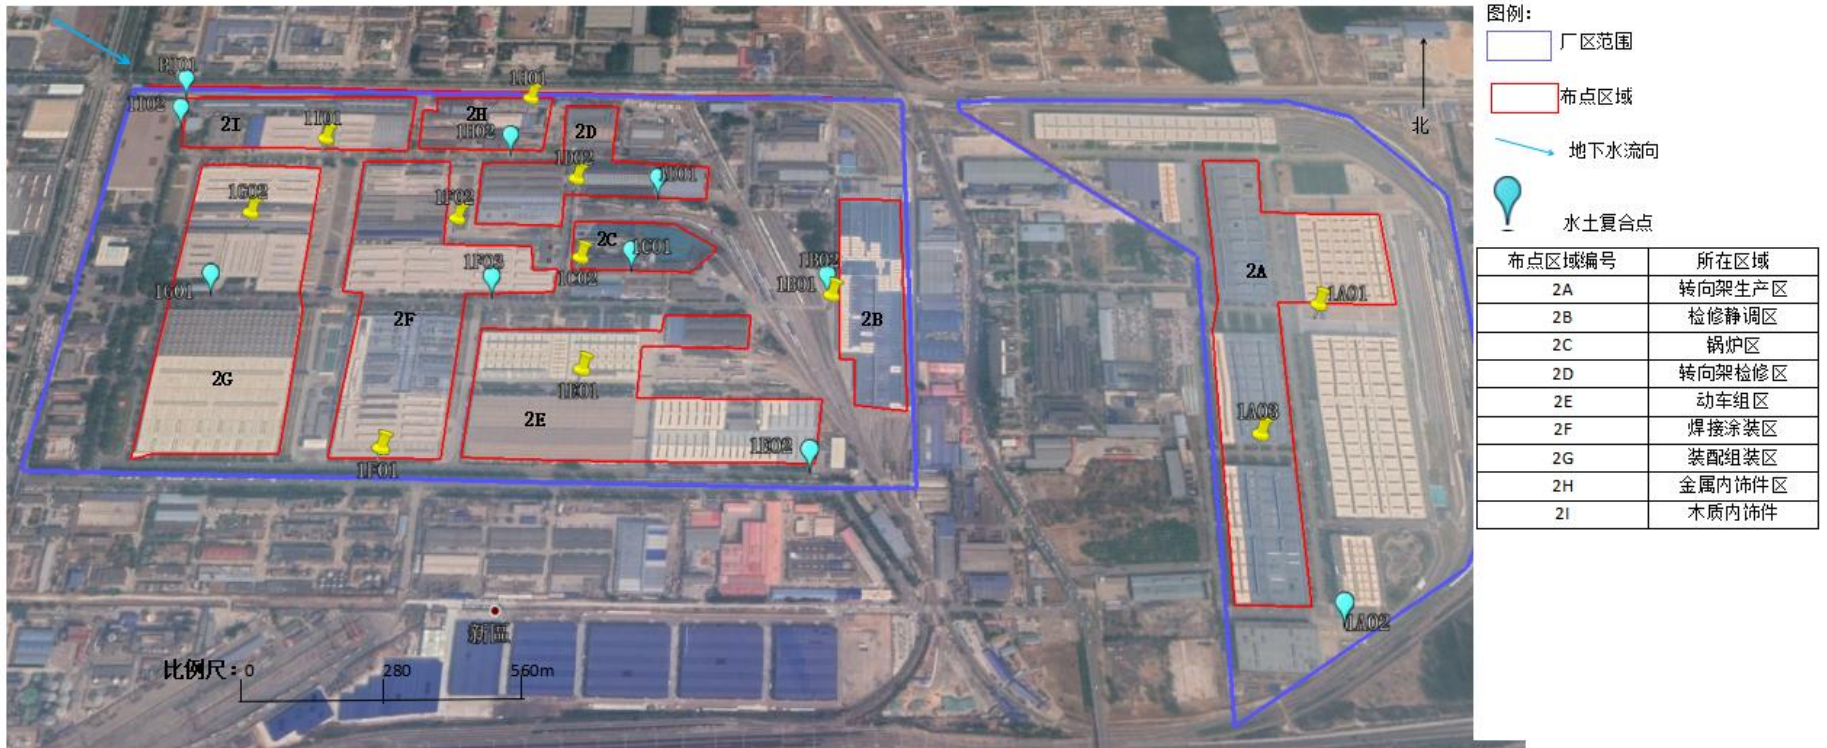 图例：
厂区范围
布点区域
北
地下水流向
水土复合点
布点区域编号 所在区域
2A 转向架生产区
2B 检修静调区
2C 锅炉区
2D 转向架检修区
2E 动车组区
2F 焊接涂装区
2G 装配组装区
2H 金属内饰件区
2I 木质内饰件
1I02
2I
1I01
1H01
2H
1H02
2D
1D02
1G02
1F02
2C
1C01
1C02
1F03
1G01
1B02
1B01
2B
2F
2G
1E01
2E
1E02
1F01
2A
1A01
1A03
1A02
新区
比例尺：0 280 560m